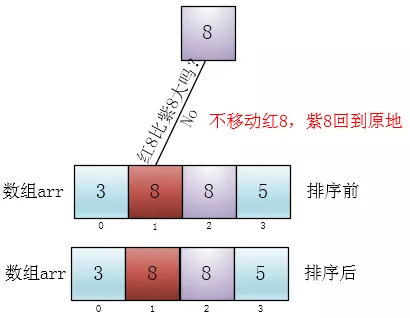 8
红8比紫8大吗？
No
不移动红8，紫8回到原地
数组arr 3 8 8 5 排序前
0 1 2 3
数组arr 3 8 8 5 排序后
0 1 2 3